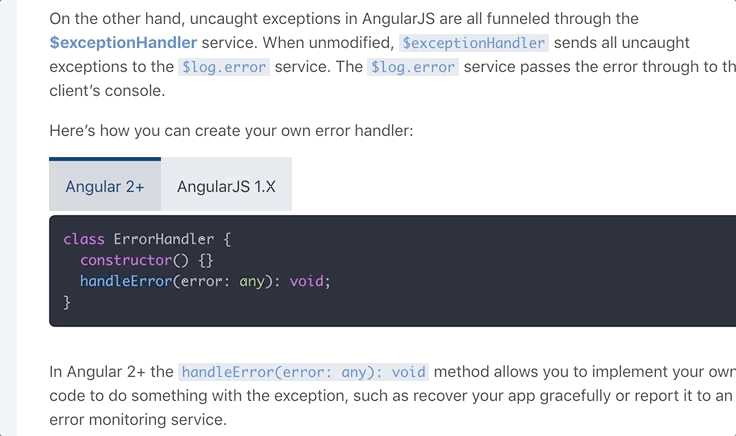 On the other hand, uncaught exceptions in AngularJS are all funneled through the
$exceptionHandler service. When unmodified, $exceptionHandler sends all uncaught
exceptions to the $log.error service. The $log.error service passes the error through to th
client’s console.
Here’s how you can create your own error handler:
Angular 2+ AngularJS 1.X
class ErrorHandler {
constructor() {}
handleError(error: any): void;
}
In Angular 2+ the handleError(error: any): void method allows you to implement your own
code to do something with the exception, such as recover your app gracefully or report it to an
error monitoring service.